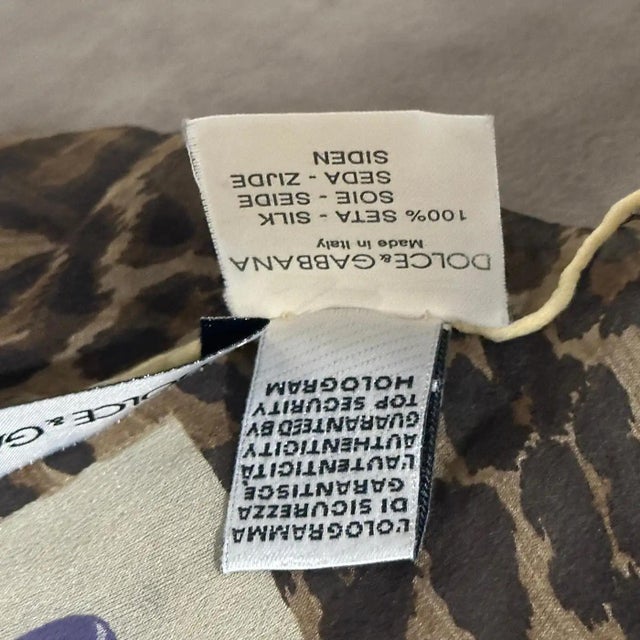 DOLCE & GABBANA
Made in Italy
100% SETA - SILK
SOIE - SEIDE
SEDA - ZIJDE
SIDEN
L'OLOGRAMMA
DI SICUREZZA
GARANTISCE
L'AUTENTICITÀ
AUTHENTICITY
GUARANTEED BY
TOP SECURITY
HOLOGRAM
DOLCE & G